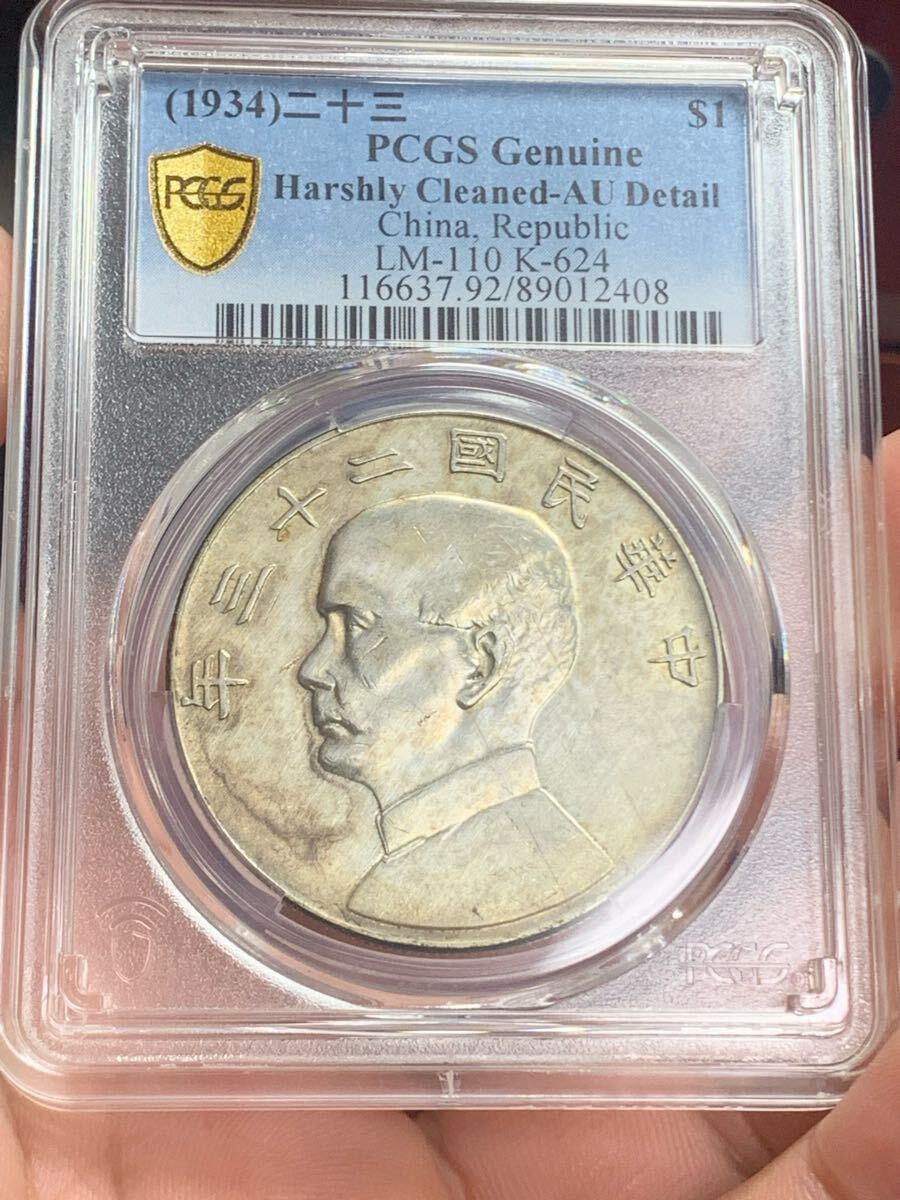 (1934)二十三 $1
PCGS Genuine
PCGS
Harshly Cleaned-AU Detail
China, Republic
LM-110 K-624
116637.92/89012408
年三十二國民華中
PCGS